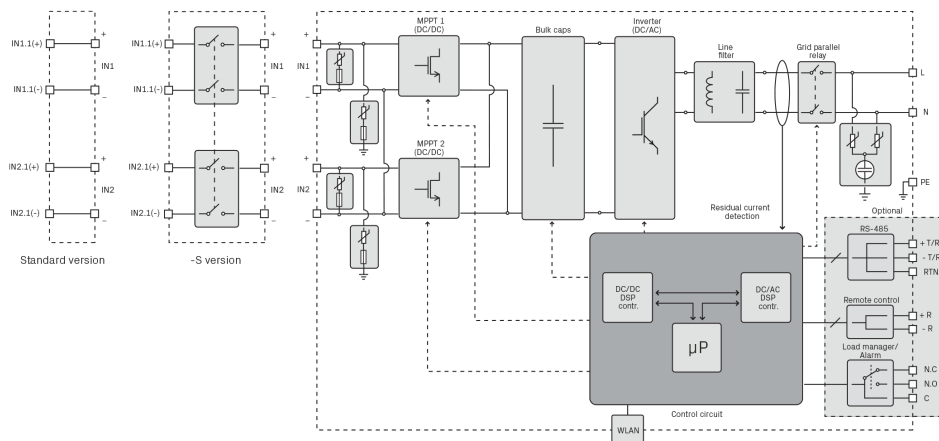 IN1.1(+)
+
IN1
IN1.1(-)
−
IN2.1(+)
+
IN2
IN2.1(-)
−
Standard version
IN1.1(+)
+
IN1
IN1.1(-)
−
IN2.1(+)
+
IN2
IN2.1(-)
−
-S version
+
IN1
−
+
IN2
−
MPPT 1
(DC/DC)
MPPT 2
(DC/DC)
Bulk caps
Inverter
(DC/AC)
Line
filter
Grid parallel
relay
L
N
PE
Residual current
detection
DC/DC
DSP
contr.
DC/AC
DSP
contr.
µP
Control circuit
WLAN
Optional
RS-485
+ T/R
- T/R
RTN
Remote control
+ R
- R
Load manager/
Alarm
N.C
N.O
C